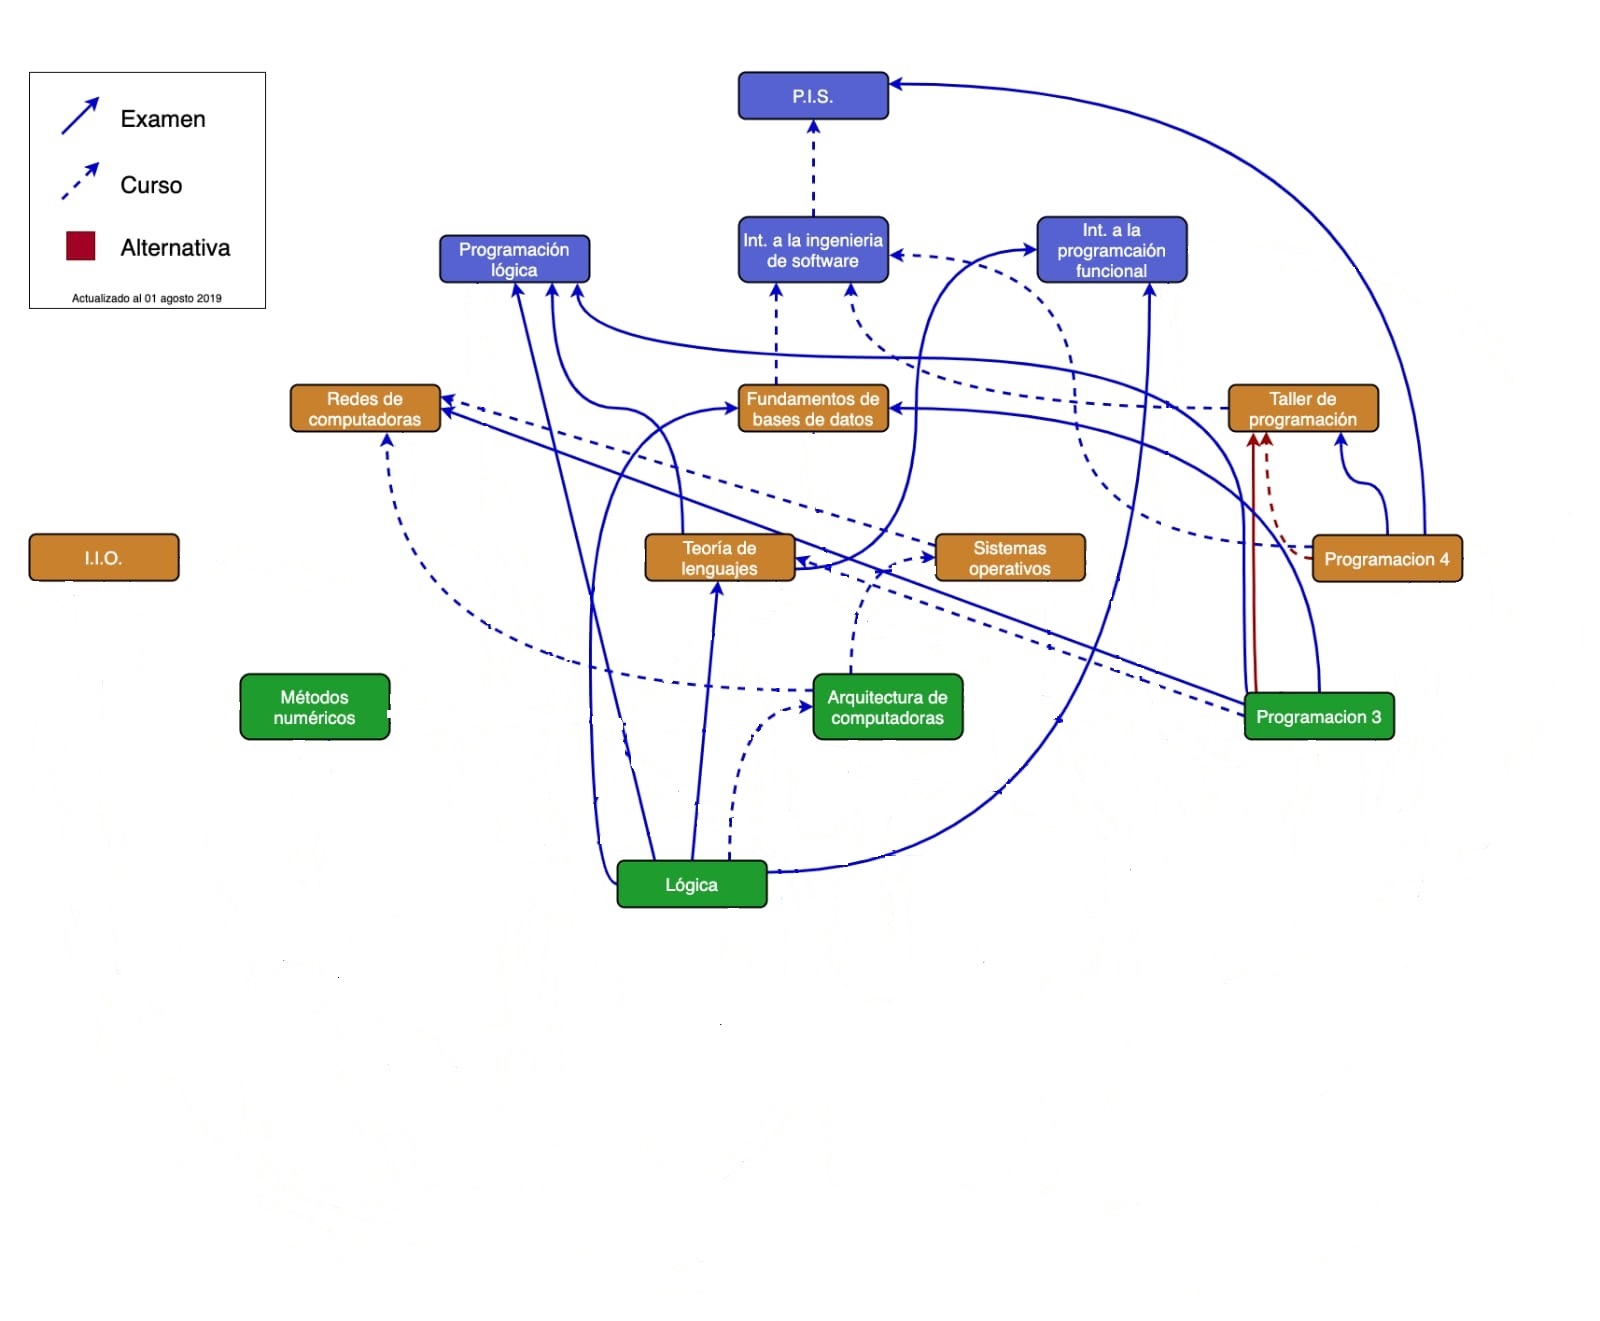 Examen
Curso
Alternativa
Actualizado al 01 agosto 2019
P.I.S.
Programación
lógica
Int. a la ingenieria
de software
Int. a la
programcaión
funcional
Redes de
computadoras
Fundamentos de
bases de datos
Taller de
programación
I.I.O.
Teoría de
lenguajes
Sistemas
operativos
Programacion 4
Métodos
numéricos
Arquitectura de
computadoras
Programacion 3
Lógica